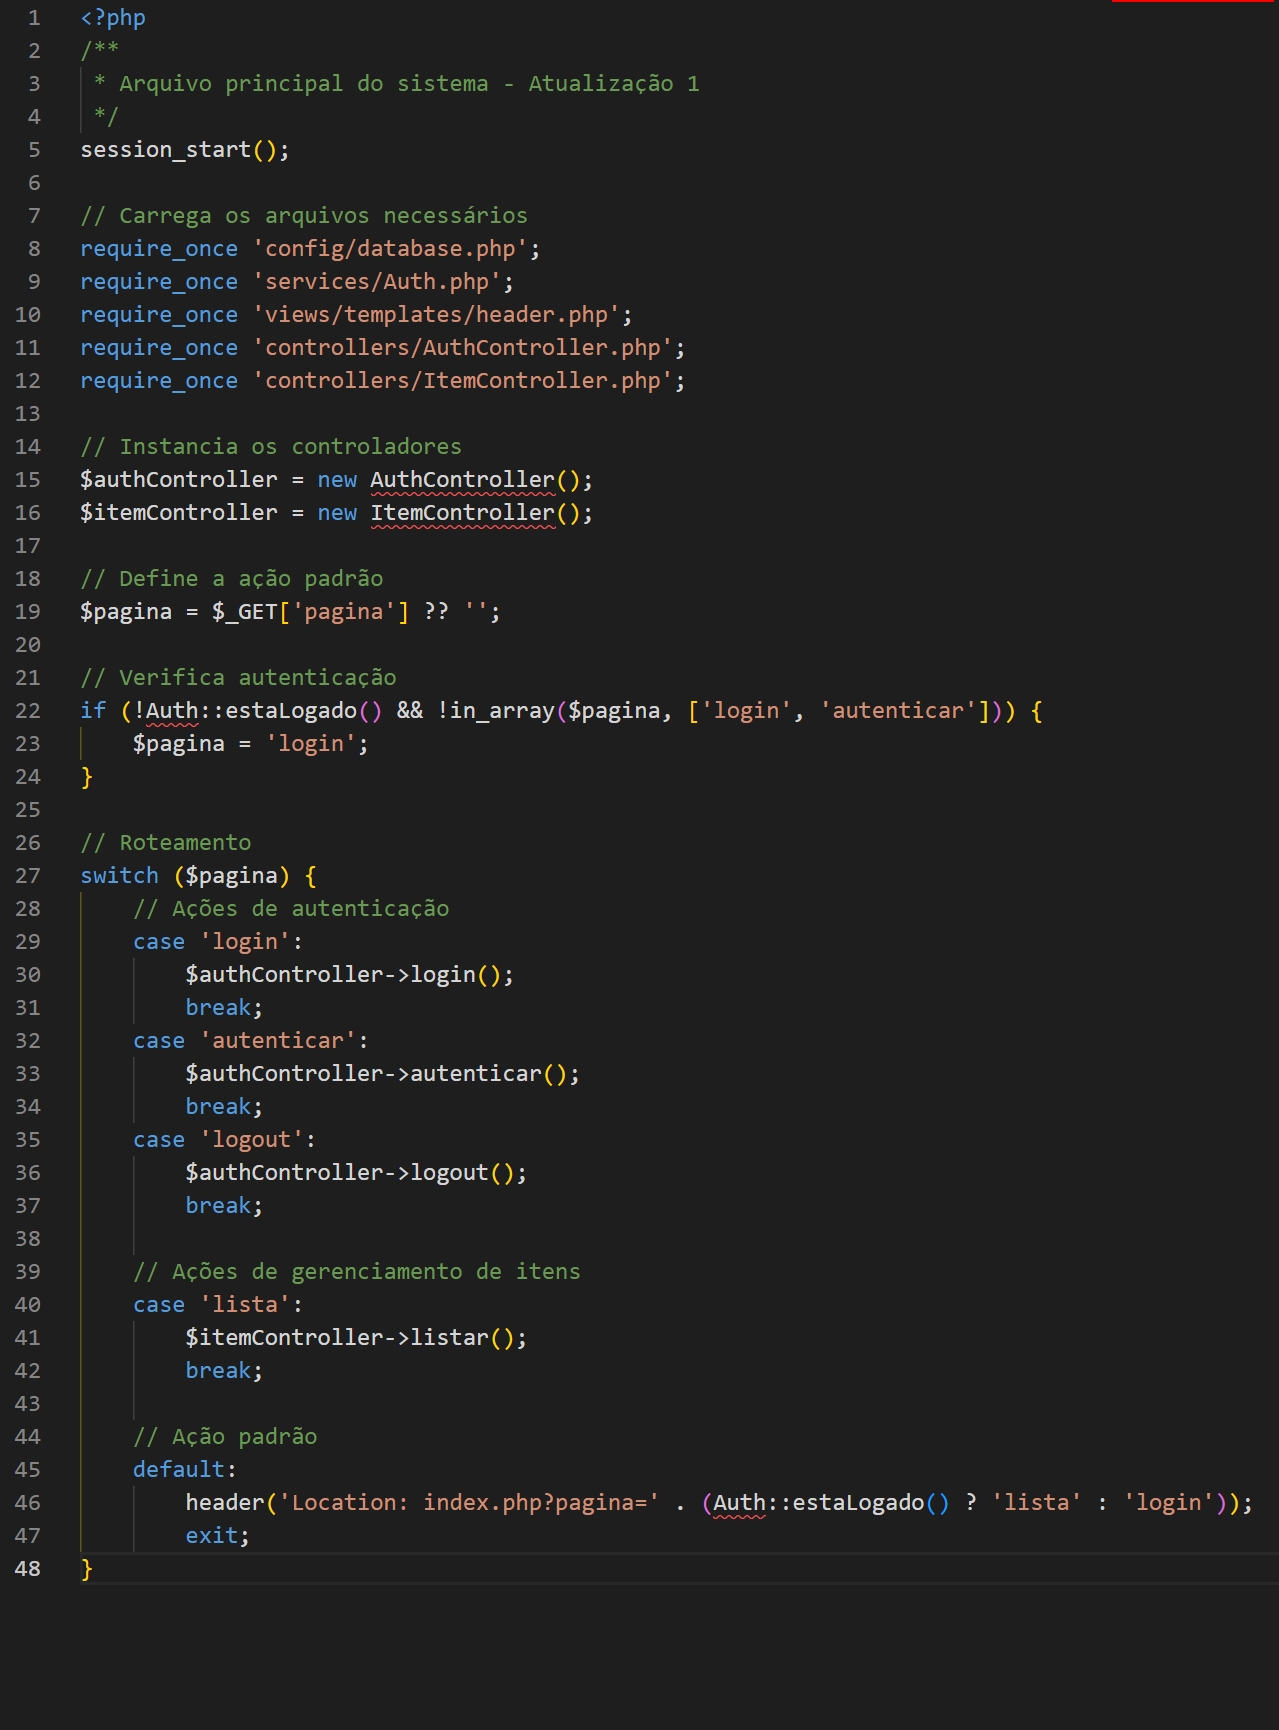 1 <?php
2 /**
3  * Arquivo principal do sistema - Atualização 1
4  */
5 session_start();
6
7 // Carrega os arquivos necessários
8 require_once 'config/database.php';
9 require_once 'services/Auth.php';
10 require_once 'views/templates/header.php';
11 require_once 'controllers/AuthController.php';
12 require_once 'controllers/ItemController.php';
13
14 // Instancia os controladores
15 $authController = new AuthController();
16 $itemController = new ItemController();
17
18 // Define a ação padrão
19 $pagina = $_GET['pagina'] ?? '';
20
21 // Verifica autenticação
22 if (!Auth::estaLogado() && !in_array($pagina, ['login', 'autenticar'])) {
23     $pagina = 'login';
24 }
25
26 // Roteamento
27 switch ($pagina) {
28     // Ações de autenticação
29     case 'login':
30         $authController->login();
31         break;
32     case 'autenticar':
33         $authController->autenticar();
34         break;
35     case 'logout':
36         $authController->logout();
37         break;
38
39     // Ações de gerenciamento de itens
40     case 'lista':
41         $itemController->listar();
42         break;
43
44     // Ação padrão
45     default:
46         header('Location: index.php?pagina=' . (Auth::estaLogado() ? 'lista' : 'login'));
47         exit;
48 }